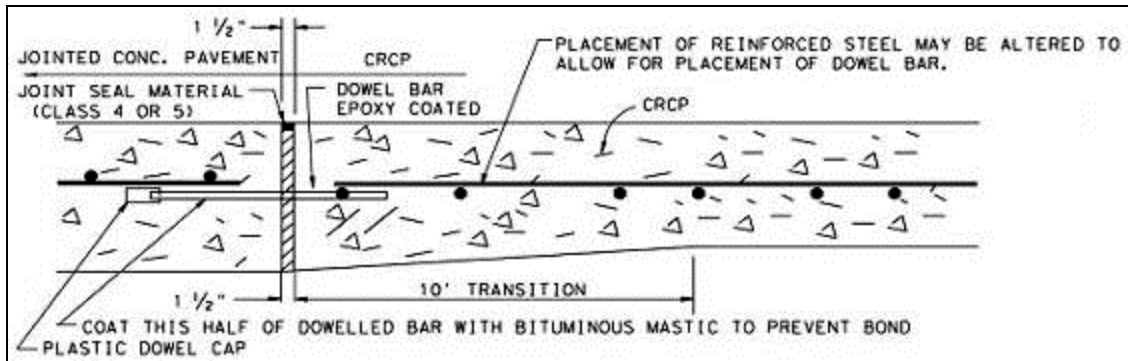 1 ½"
JOINTED CONC. PAVEMENT
CRCP
JOINT SEAL MATERIAL
(CLASS 4 OR 5)
DOWEL BAR
EPOXY COATED
PLACEMENT OF REINFORCED STEEL MAY BE ALTERED TO
ALLOW FOR PLACEMENT OF DOWEL BAR.
CRCP
1 ½"
10' TRANSITION
COAT THIS HALF OF DOWELLED BAR WITH BITUMINOUS MASTIC TO PREVENT BOND
PLASTIC DOWEL CAP